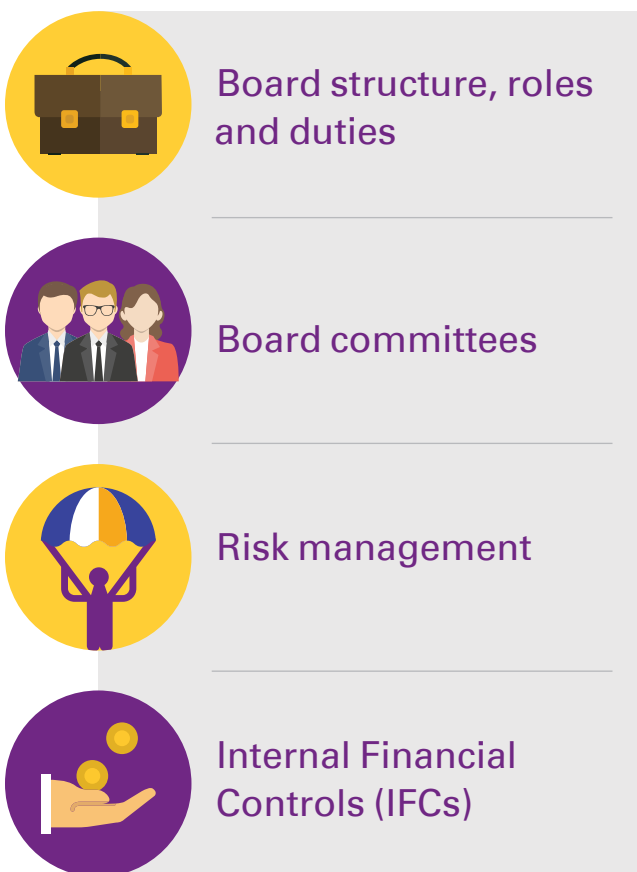 Board structure, roles
and duties
Board committees
Risk management
Internal Financial
Controls (IFCs)